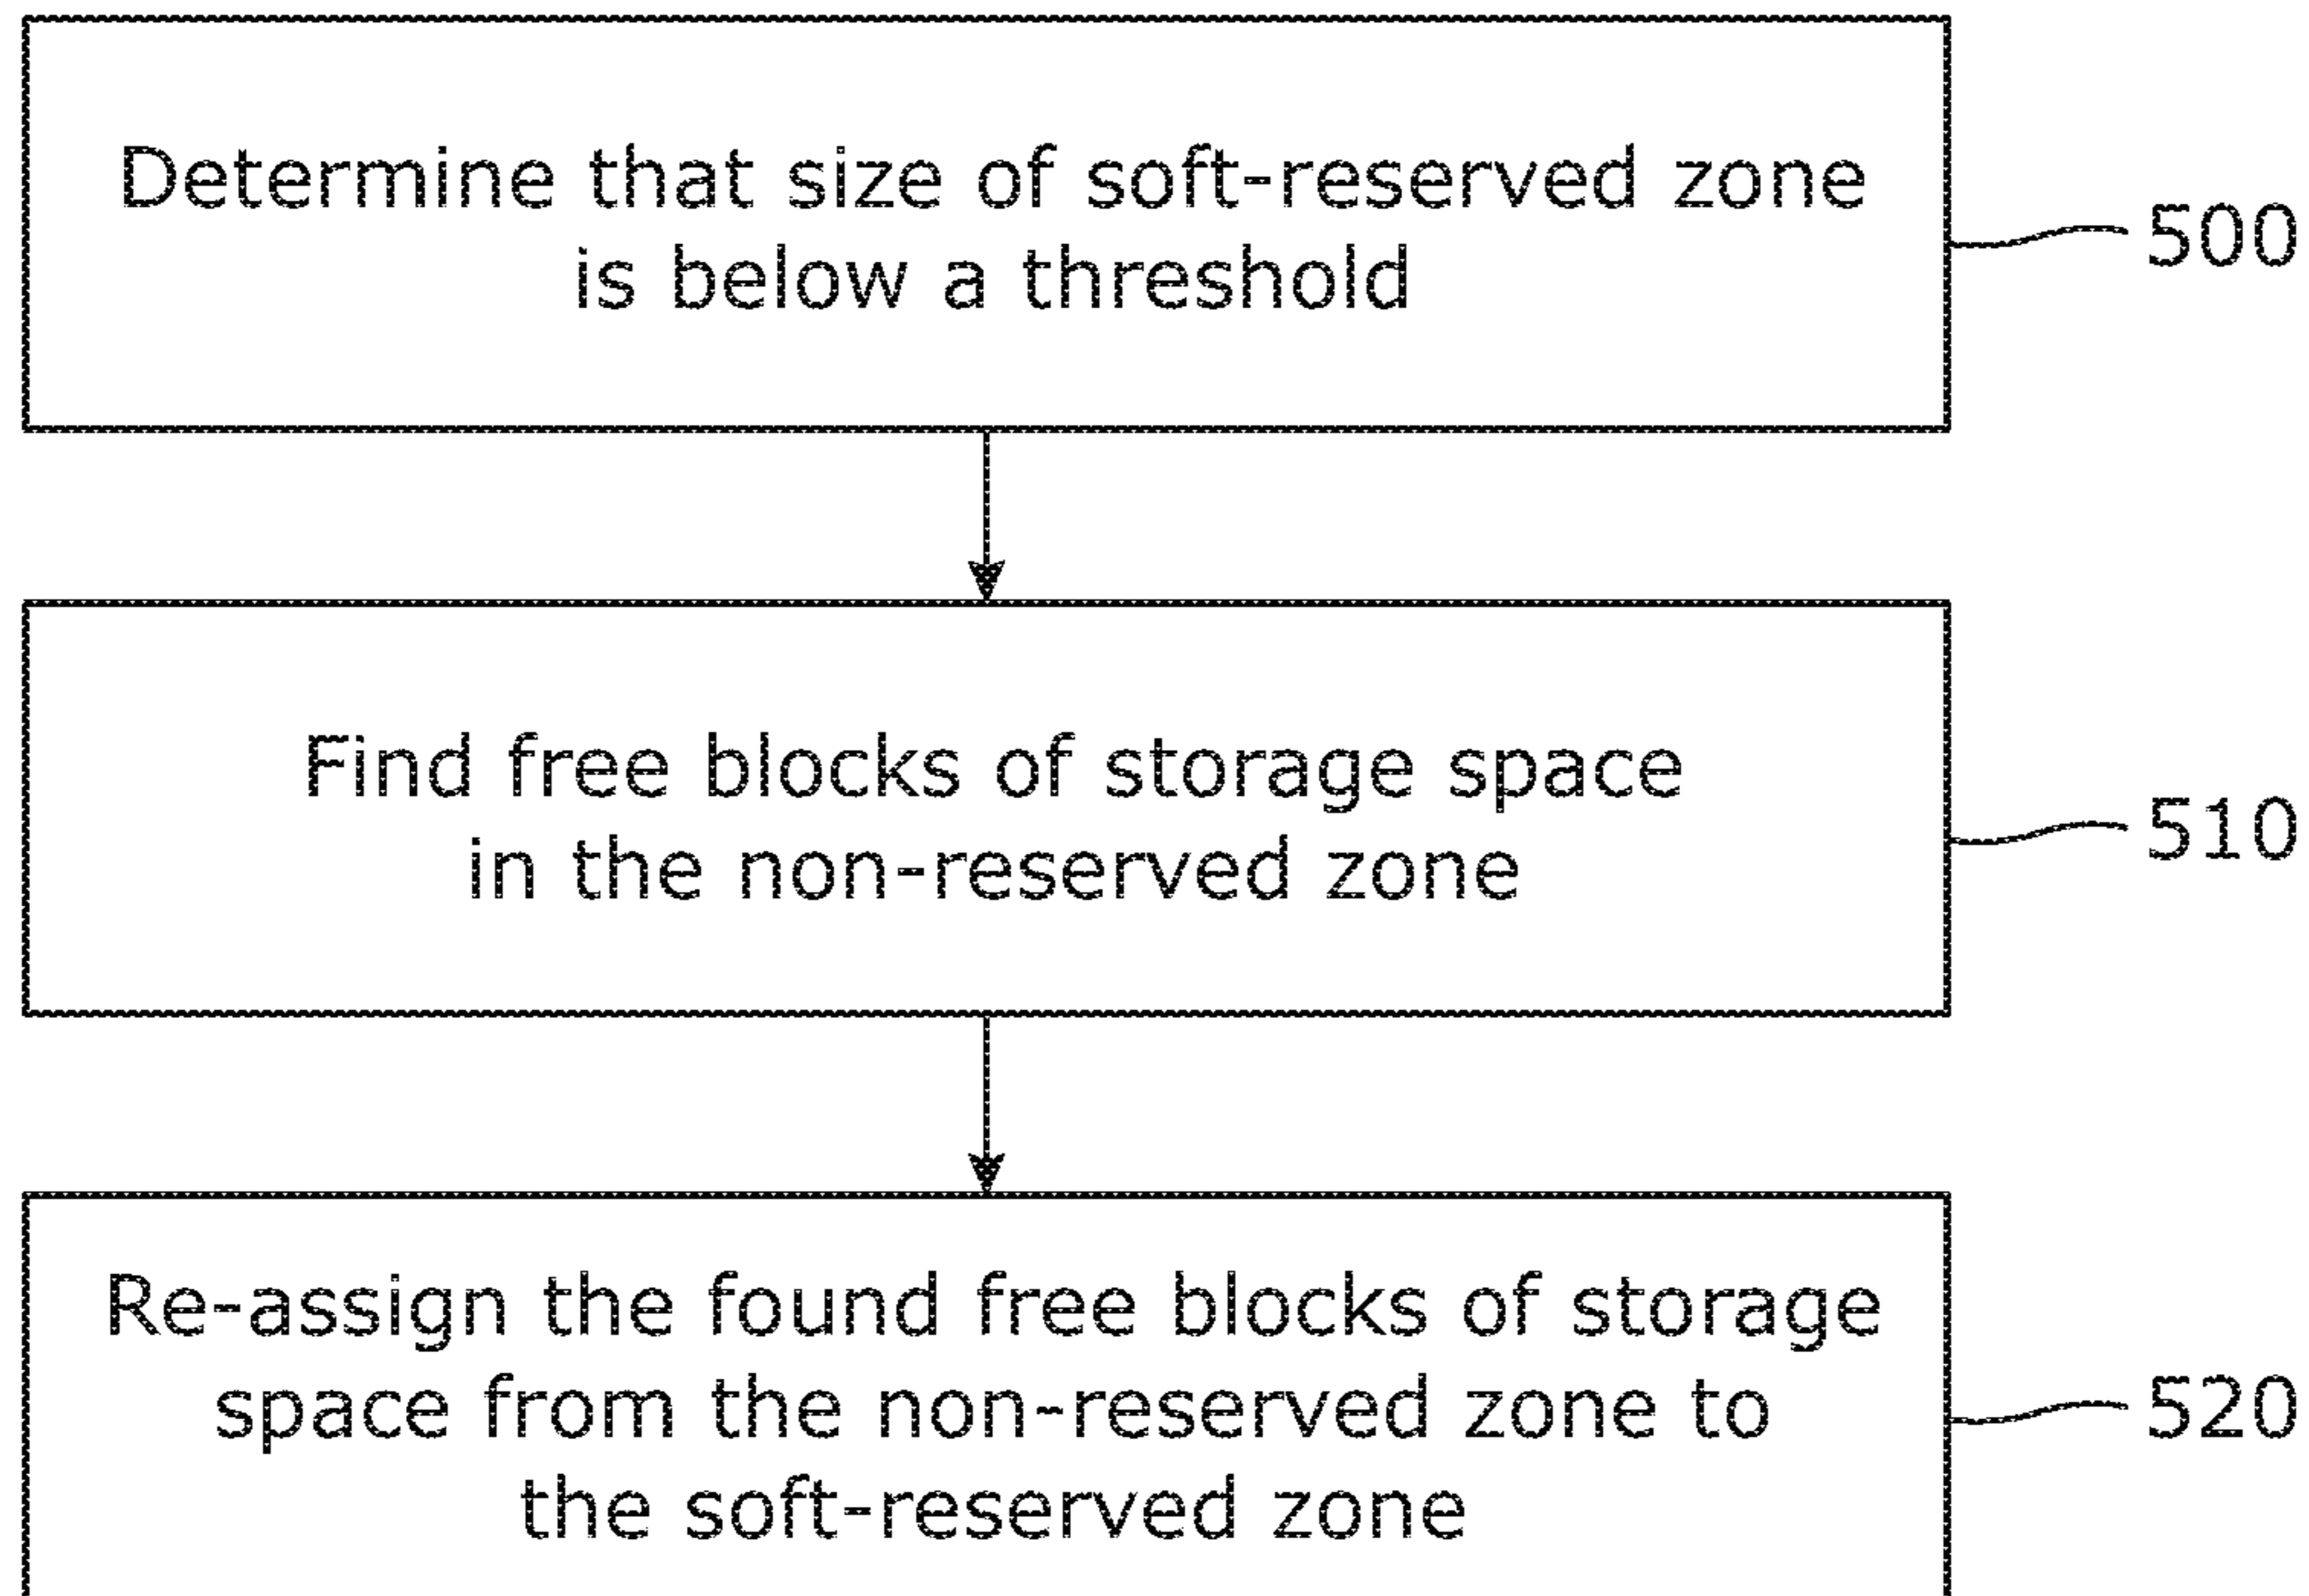 Determine that size of soft-reserved zone
is below a threshold
500
Find free blocks of storage space
in the non-reserved zone
510
Re-assign the found free blocks of storage
space from the non-reserved zone to
the soft-reserved zone
520